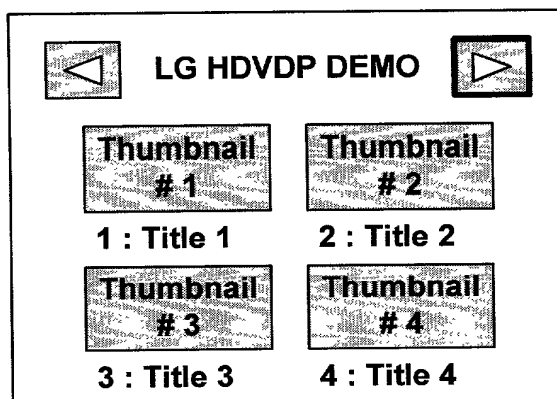 LG HDVDP DEMO
Thumbnail
# 1
Thumbnail
# 2
1 : Title 1
2 : Title 2
Thumbnail
# 3
Thumbnail
# 4
3 : Title 3
4 : Title 4